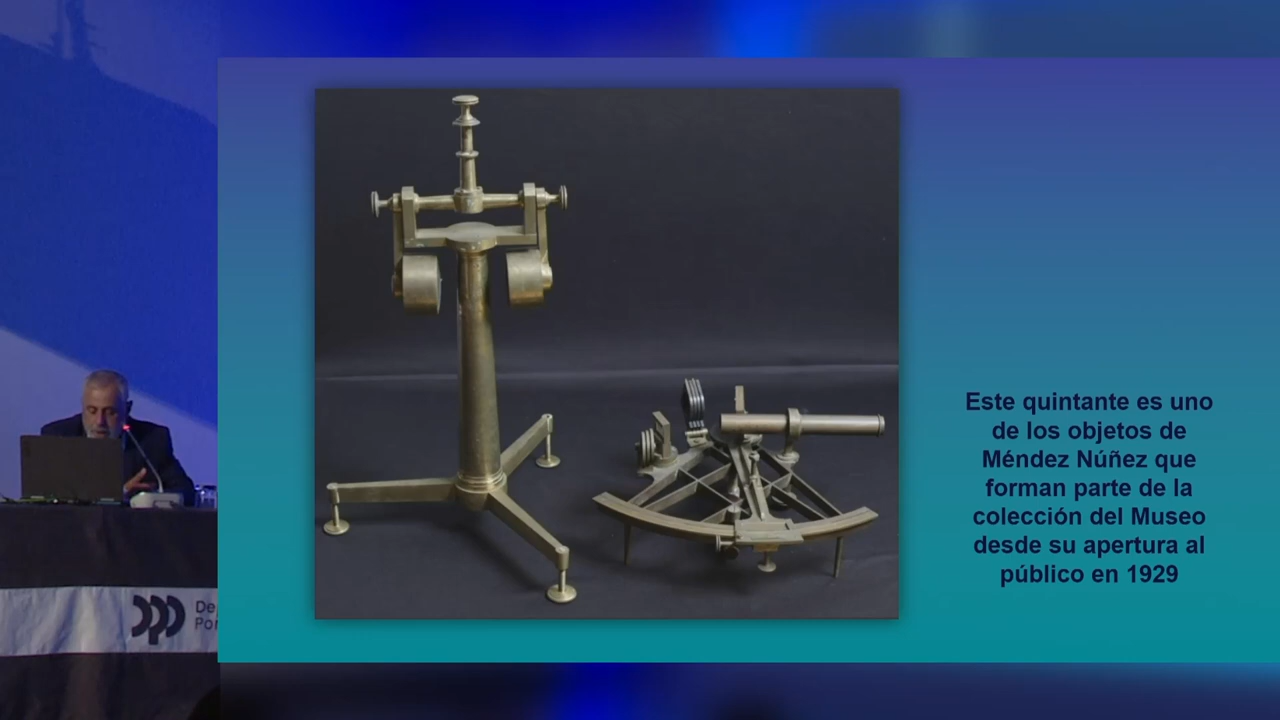 Este quintante es uno
de los objetos de
Méndez Núñez que
forman parte de la
colección del Museo
desde su apertura al
público en 1929